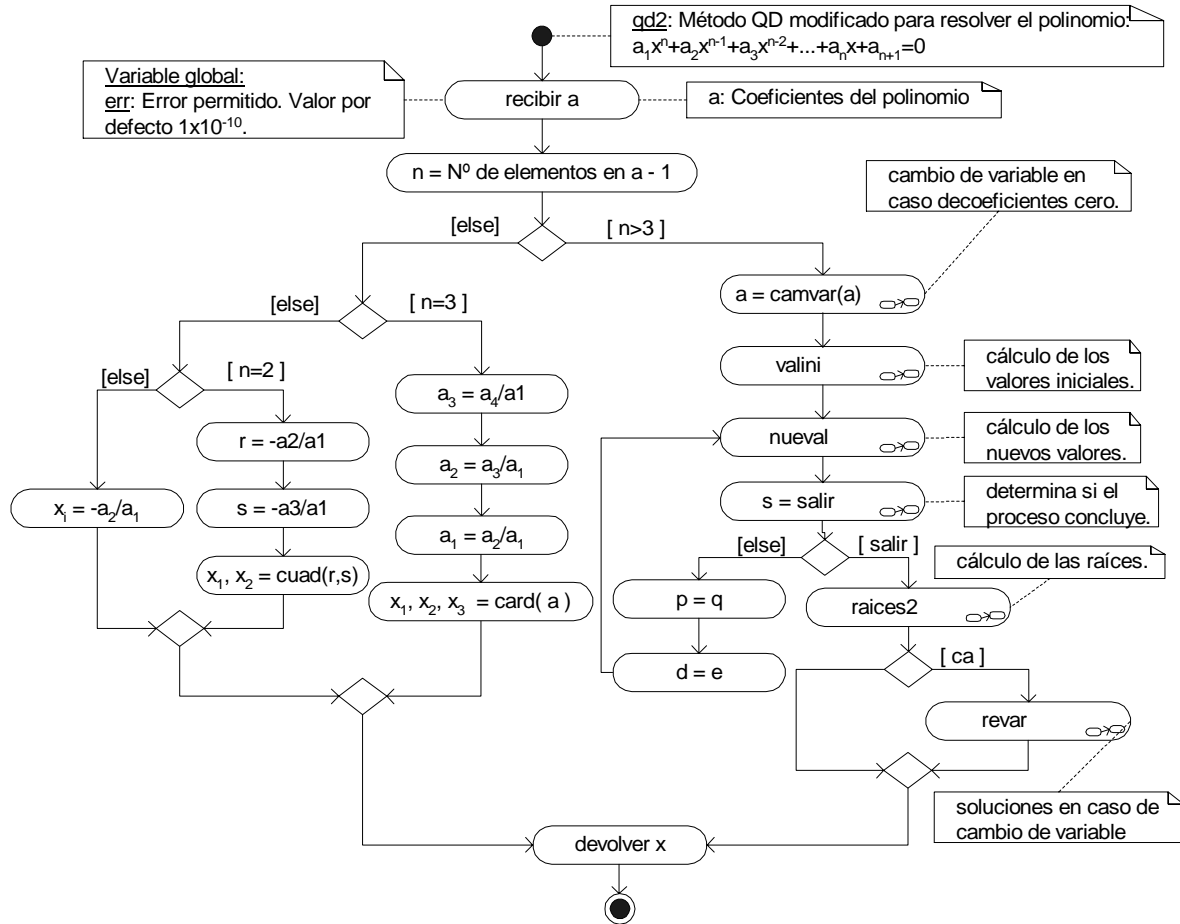 qd2: Método QD modificado para resolver el polinomio:
a₁xⁿ+a₂xⁿ⁻¹+a₃xⁿ⁻²+...+aₙx+aₙ₊₁=0
Variable global:
err: Error permitido. Valor por
defecto 1x10⁻¹⁰.
recibir a
a: Coeficientes del polinomio
n = Nº de elementos en a - 1
cambio de variable en
caso decoeficientes cero.
[else]
[ n>3 ]
a = camvar(a)
[else]
[ n=3 ]
valini
cálculo de los
valores iniciales.
[else]
[ n=2 ]
a₃ = a₄/a1
r = -a2/a1
a₂ = a₃/a₁
nueval
cálculo de los
nuevos valores.
xᵢ = -a₂/a₁
s = -a3/a1
a₁ = a₂/a₁
s = salir
determina si el
proceso concluye.
[else]
[ salir ]
cálculo de las raíces.
x₁, x₂ = cuad(r,s)
x₁, x₂, x₃ = card( a )
p = q
raices2
d = e
[ ca ]
revar
soluciones en caso de
cambio de variable
devolver x